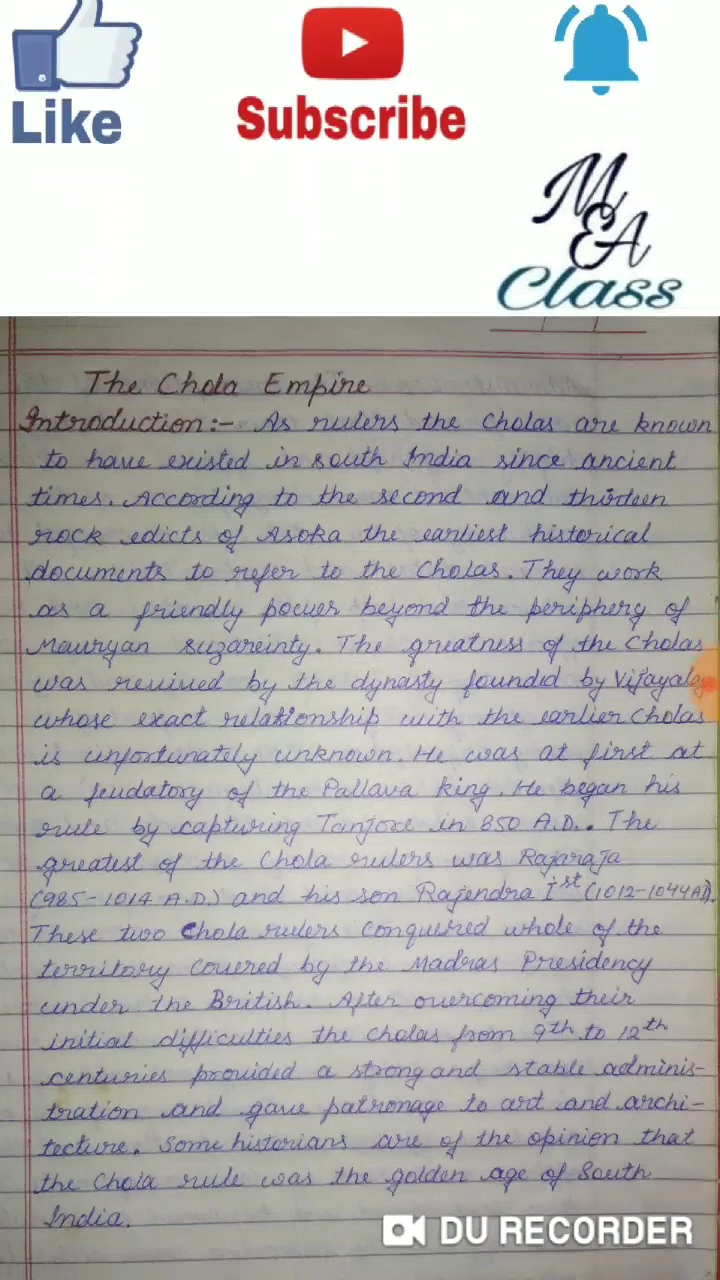 Like
Subscribe
MEA
Class
The Chola Empire
Introduction:- As rulers the Cholas are known
to have existed in south India since ancient
times. According to the second and thirdeen
rock edicts of Asoka the earliest historical
documents to refer to the Cholas. They work
as a friendly power beyond the periphery of
Mauryan suzareinty. The greatness of the Cholas
was revived by the dynasty founded by Vijayalay
whose exact relationship with the earlier Cholas
is unfortunately unknown. He was at first at
a feudatory of the Pallava king. He began his
rule by capturing Tanjore in 850 A.D.. The
greatest of the Chola rulers was Rajaraja
(985-1014 A.D.) and his son Rajendra Ist (1012-1044AD).
These two Chola rulers conquered whole of the
territory covered by the Madras Presidency
under the British. After overcoming their
initial difficulties the Cholas from 9th to 12th
centuries provided a strong and stable adminis-
tration and gave patronage to art and archi-
tecture. Some historians are of the opinion that
the Chola rule was the golden age of South
India.
DU RECORDER